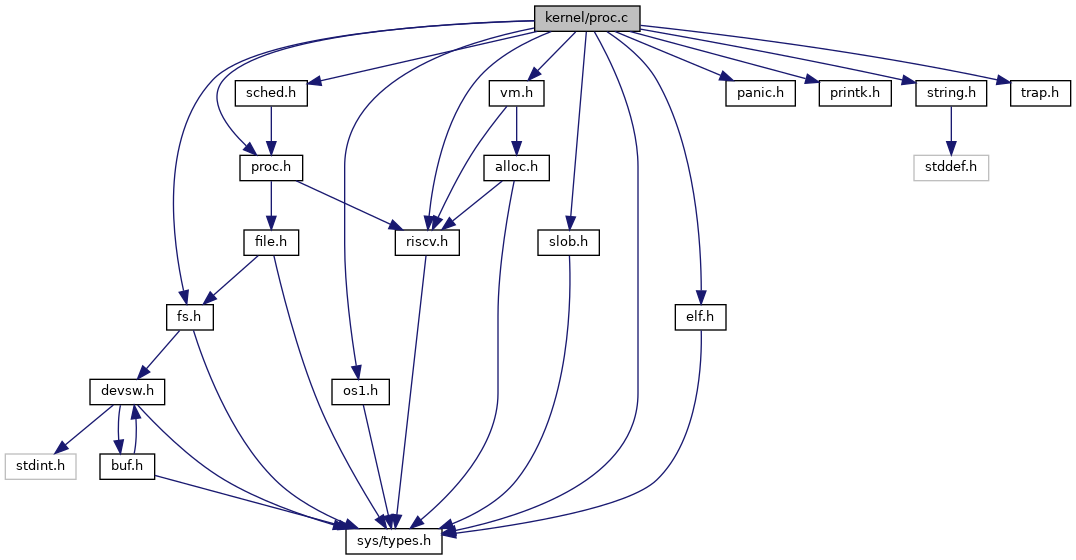 kernel/proc.c
sched.h
vm.h
panic.h
printk.h
string.h
trap.h
proc.h
alloc.h
stddef.h
file.h
riscv.h
slob.h
fs.h
elf.h
devsw.h
os1.h
stdint.h
buf.h
sys/types.h